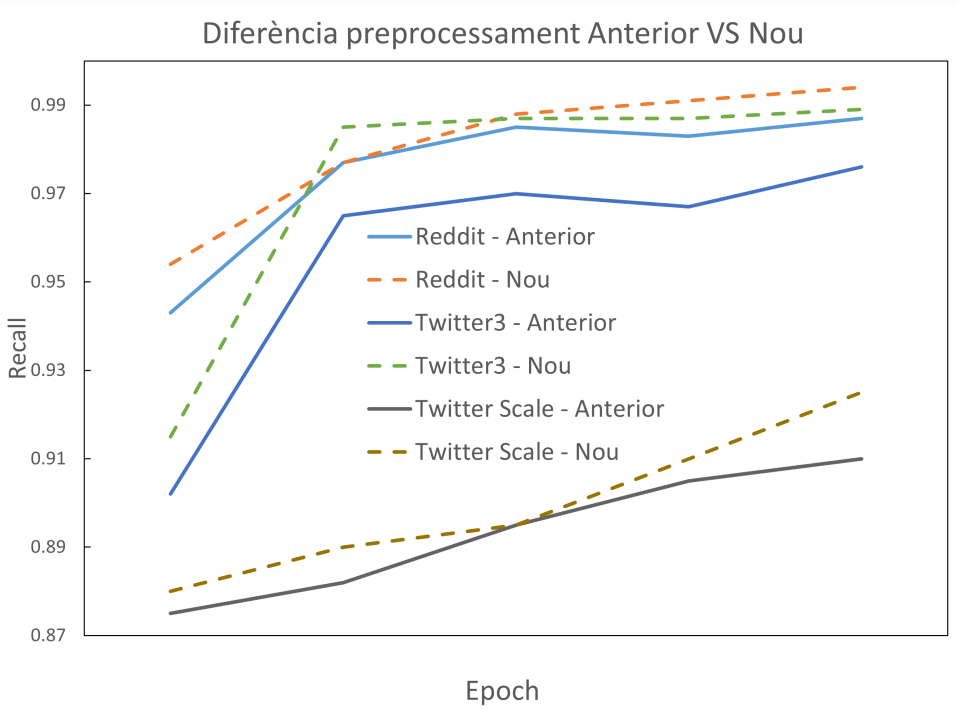 Diferència preprocessament Anterior VS Nou
0.99
0.97
0.95
0.93
0.91
0.89
0.87
Recall
Reddit - Anterior
Reddit - Nou
Twitter3 - Anterior
Twitter3 - Nou
Twitter Scale - Anterior
Twitter Scale - Nou
Epoch